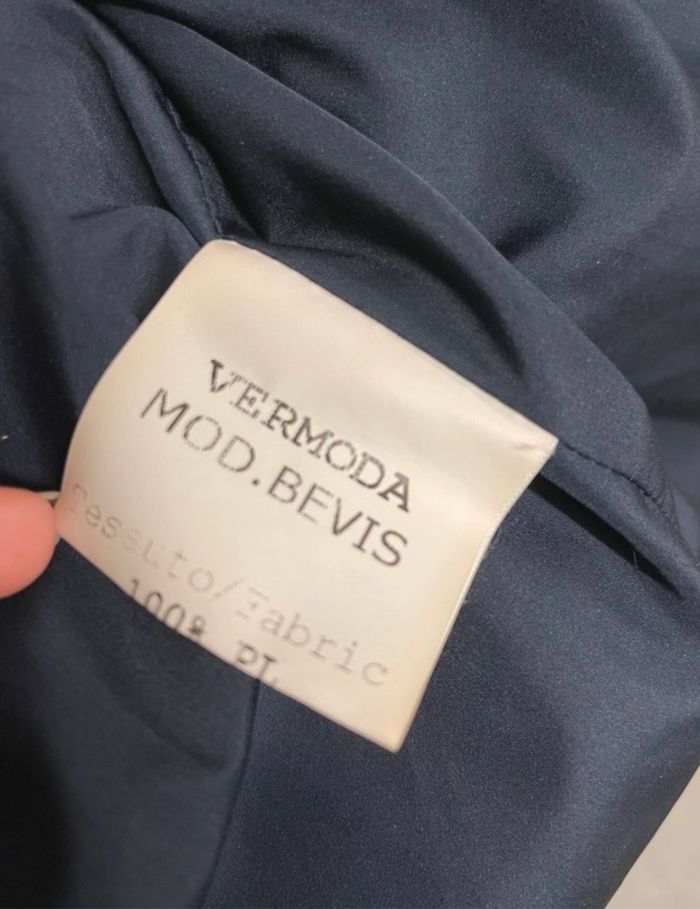 VERMODA
MOD.BEVIS
Tessuto/Fabric
100% PL